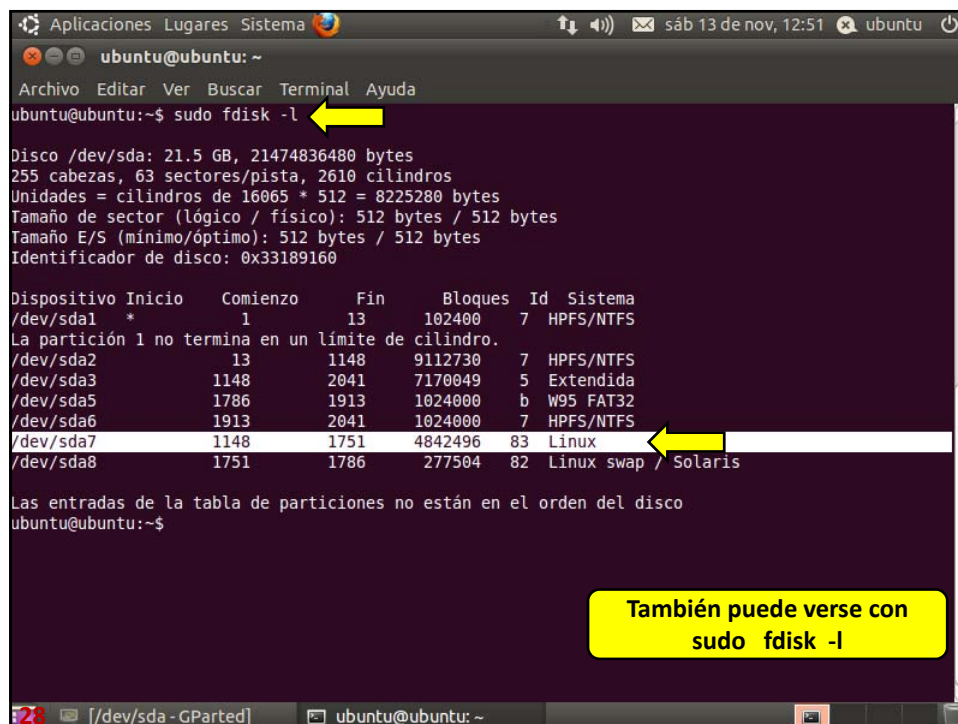 Aplicaciones Lugares Sistema sáb 13 de nov, 12:51 ubuntu
ubuntu@ubuntu: ~
Archivo Editar Ver Buscar Terminal Ayuda
ubuntu@ubuntu:~$ sudo fdisk -l
Disco /dev/sda: 21.5 GB, 21474836480 bytes
255 cabezas, 63 sectores/pista, 2610 cilindros
Unidades = cilindros de 16065 * 512 = 8225280 bytes
Tamaño de sector (lógico / físico): 512 bytes / 512 bytes
Tamaño E/S (mínimo/óptimo): 512 bytes / 512 bytes
Identificador de disco: 0x33189160
Dispositivo Inicio Comienzo Fin Bloques Id Sistema
/dev/sda1 * 1 13 102400 7 HPFS/NTFS
La partición 1 no termina en un límite de cilindro.
/dev/sda2 13 1148 9112730 7 HPFS/NTFS
/dev/sda3 1148 2041 7170049 5 Extendida
/dev/sda5 1786 1913 1024000 b W95 FAT32
/dev/sda6 1913 2041 1024000 7 HPFS/NTFS
/dev/sda7 1148 1751 4842496 83 Linux
/dev/sda8 1751 1786 277504 82 Linux swap / Solaris
Las entradas de la tabla de particiones no están en el orden del disco
ubuntu@ubuntu:~$
También puede verse con
sudo fdisk -l
28 [/dev/sda - GParted] ubuntu@ubuntu: ~